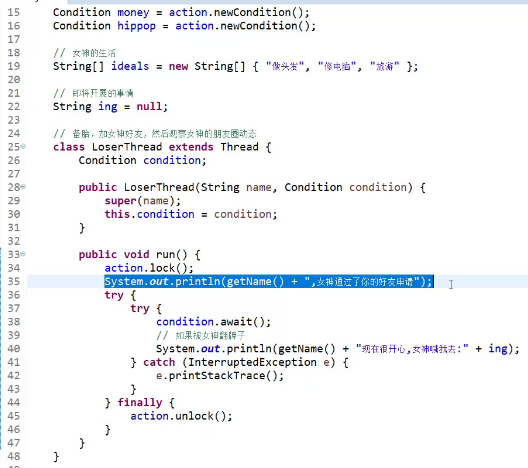 15 Condition money = action.newCondition();
16 Condition hippop = action.newCondition();
17
18 // 女神的生活
19 String[] ideals = new String[] { "做头发", "修电脑", "旅游" };
20
21 // 即将开展的事情
22 String ing = null;
23
24 // 备胎，加女神好友，然后观察女神的朋友圈动态
25 class LoserThread extends Thread {
26 Condition condition;
27
28 public LoserThread(String name, Condition condition) {
29 super(name);
30 this.condition = condition;
31 }
32
33 public void run() {
34 action.lock();
35 System.out.println(getName() + ",女神通过了你的好友申请");
36 try {
37 try {
38 condition.await();
39 // 如果被女神翻牌子
40 System.out.println(getName() + "现在很开心,女神喊我去:" + ing);
41 } catch (InterruptedException e) {
42 e.printStackTrace();
43 }
44 } finally {
45 action.unlock();
46 }
47 }
48 }